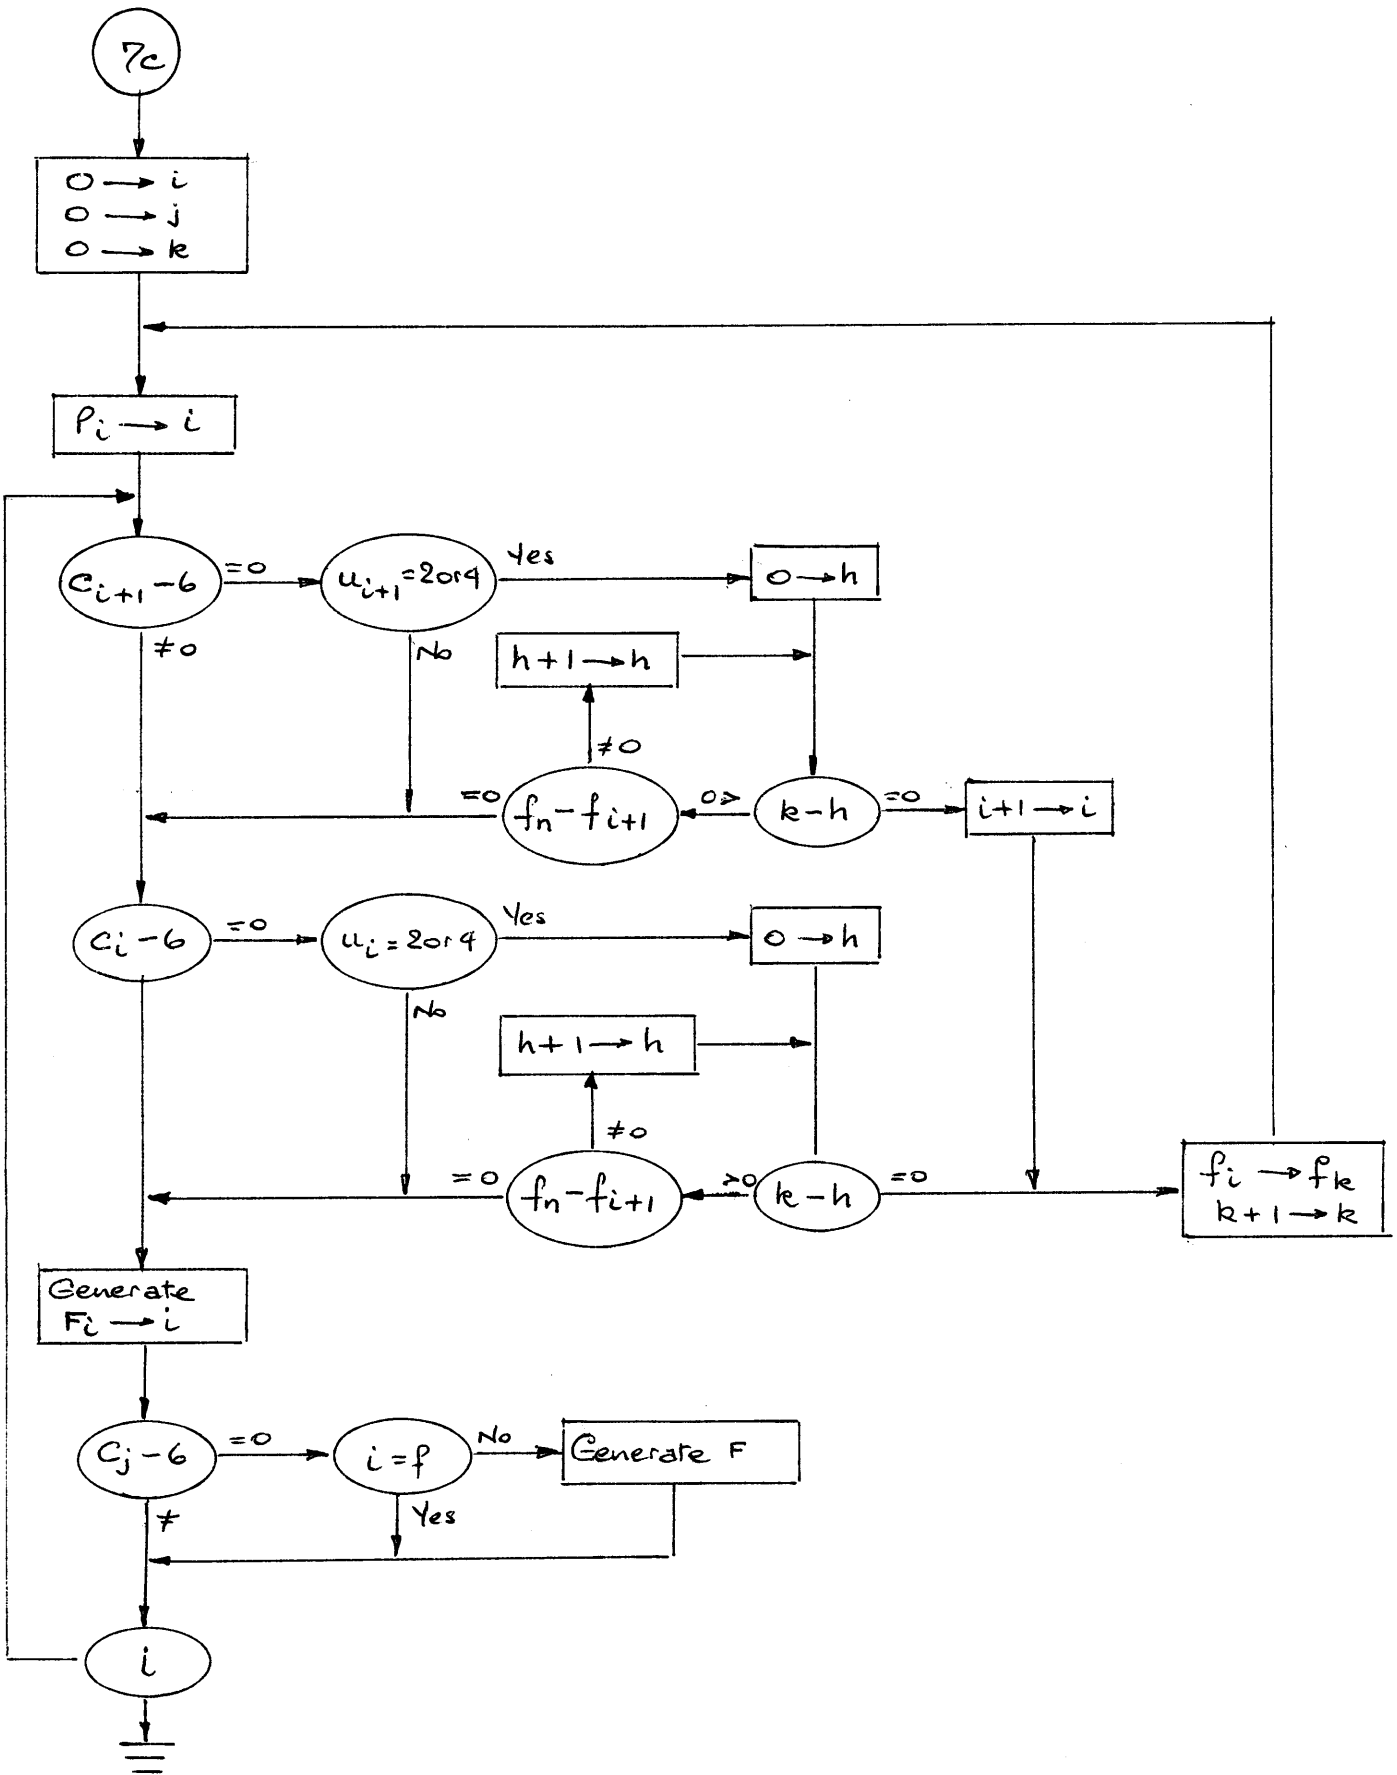 7c
0 → i
0 → j
0 → k
Pi → i
Ci+1 - 6
=0
ui+1 = 2 or 4
Yes
0 → h
≠0
No
h+1 → h
≠0
=0
fn - fi+1
0>
k-h
=0
i+1 → i
Ci - 6
=0
ui = 2 or 4
Yes
0 → h
No
h+1 → h
≠0
=0
fn - fi+1
>0
k-h
=0
fi → fk
k+1 → k
Generate
Fi → i
Cj - 6
=0
i = f
No
Generate F
≠
Yes
i